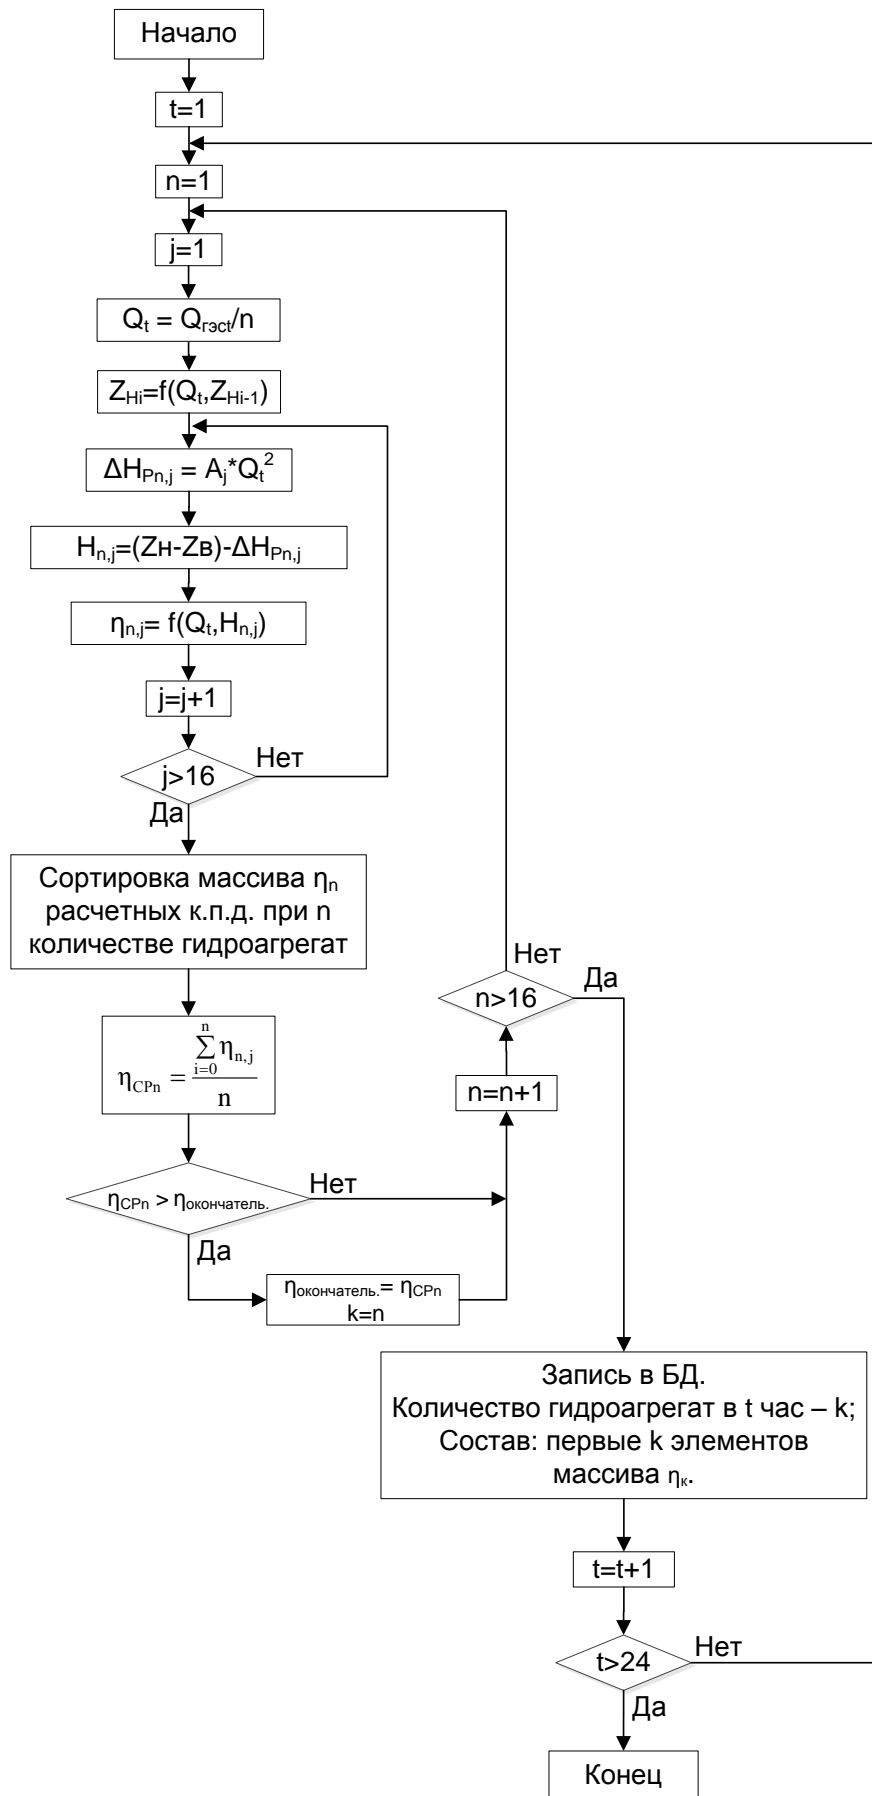 Начало
t=1
n=1
j=1
Qt = Qгэсt/n
ZHi=f(Qt,ZHi-1)
ΔHPn,j = Aj*Qt2
Hn,j=(Zн-Zв)-ΔHPn,j
ηn,j= f(Qt,Hn,j)
j=j+1
j>16
Нет
Да
Сортировка массива ηn
расчетных к.п.д. при n
количестве гидроагрегат
n
∑ ηn,j
i=0
ηCPn =
n
ηCPn > ηокончатель.
Нет
Да
ηокончатель.= ηCPn
k=n
n=n+1
n>16
Нет
Да
Запись в БД.
Количество гидроагрегат в t час – k;
Состав: первые k элементов
массива ηк.
t=t+1
t>24
Нет
Да
Конец